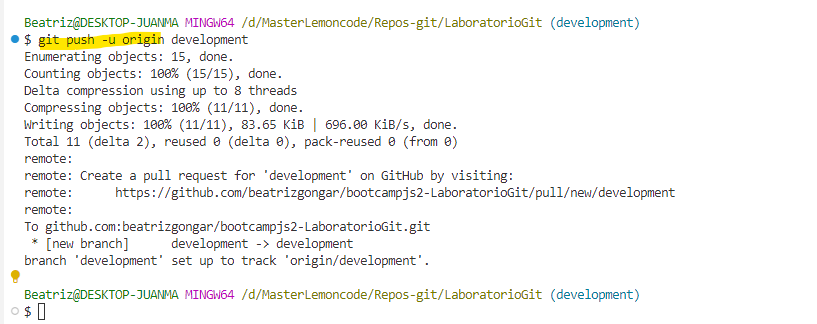 Beatriz@DESKTOP-JUANMA MINGW64 /d/MasterLemoncode/Repos-git/LaboratorioGit (development)
$ git push -u origin development
Enumerating objects: 15, done.
Counting objects: 100% (15/15), done.
Delta compression using up to 8 threads
Compressing objects: 100% (11/11), done.
Writing objects: 100% (11/11), 83.65 KiB | 696.00 KiB/s, done.
Total 11 (delta 2), reused 0 (delta 0), pack-reused 0 (from 0)
remote:
remote: Create a pull request for 'development' on GitHub by visiting:
remote:      https://github.com/beatrizgongar/bootcampjs2-LaboratorioGit/pull/new/development
remote:
To github.com:beatrizgongar/bootcampjs2-LaboratorioGit.git
 * [new branch]      development -> development
branch 'development' set up to track 'origin/development'.
Beatriz@DESKTOP-JUANMA MINGW64 /d/MasterLemoncode/Repos-git/LaboratorioGit (development)
$